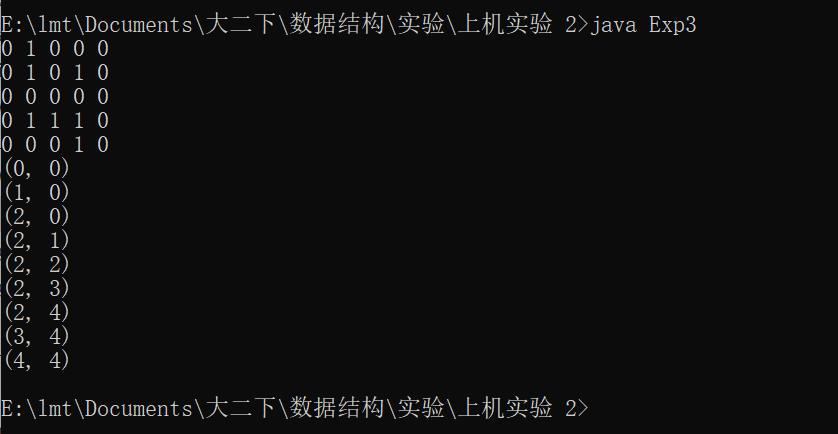 E:\lmt\Documents\大二下\数据结构\实验\上机实验 2>java Exp3
0 1 0 0 0
0 1 0 1 0
0 0 0 0 0
0 1 1 1 0
0 0 0 1 0
(0, 0)
(1, 0)
(2, 0)
(2, 1)
(2, 2)
(2, 3)
(2, 4)
(3, 4)
(4, 4)
E:\lmt\Documents\大二下\数据结构\实验\上机实验 2>